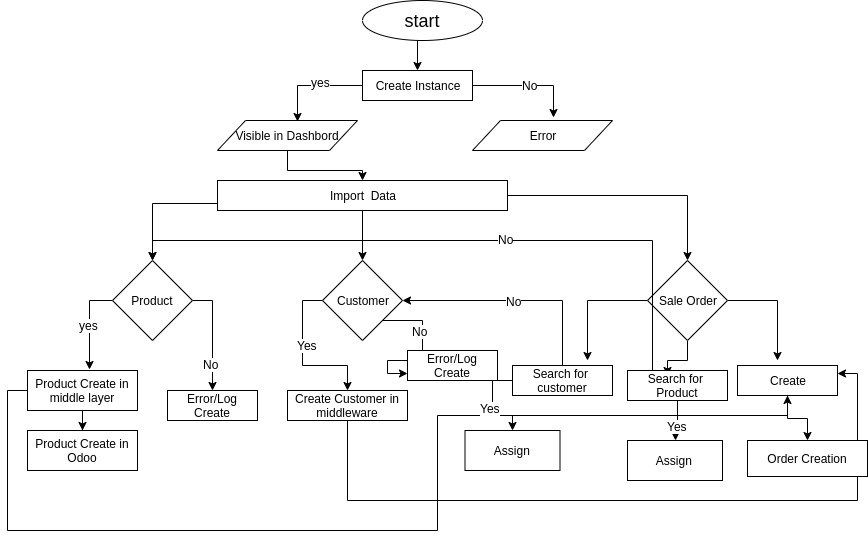 start
yes
Create Instance
No
Visible in Dashbord
Error
Import Data
No
Product
Customer
Sale Order
No
yes
No
Yes
No
Product Create in
middle layer
Error/Log
Create
Create Customer in
middleware
Error/Log
Create
Search for
customer
Search for
Product
Create
Yes
Yes
Product Create in
Odoo
Assign
Assign
Order Creation